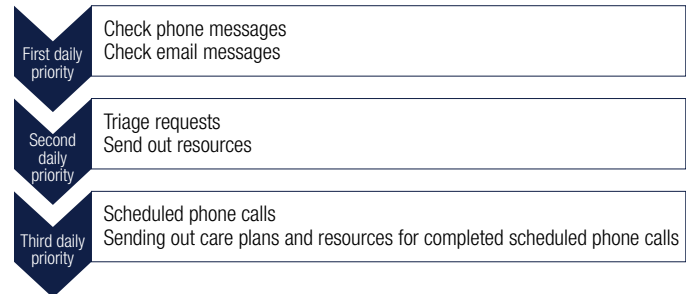 First daily
priority
Check phone messages
Check email messages
Second
daily
priority
Triage requests
Send out resources
Third daily
priority
Scheduled phone calls
Sending out care plans and resources for completed scheduled phone calls